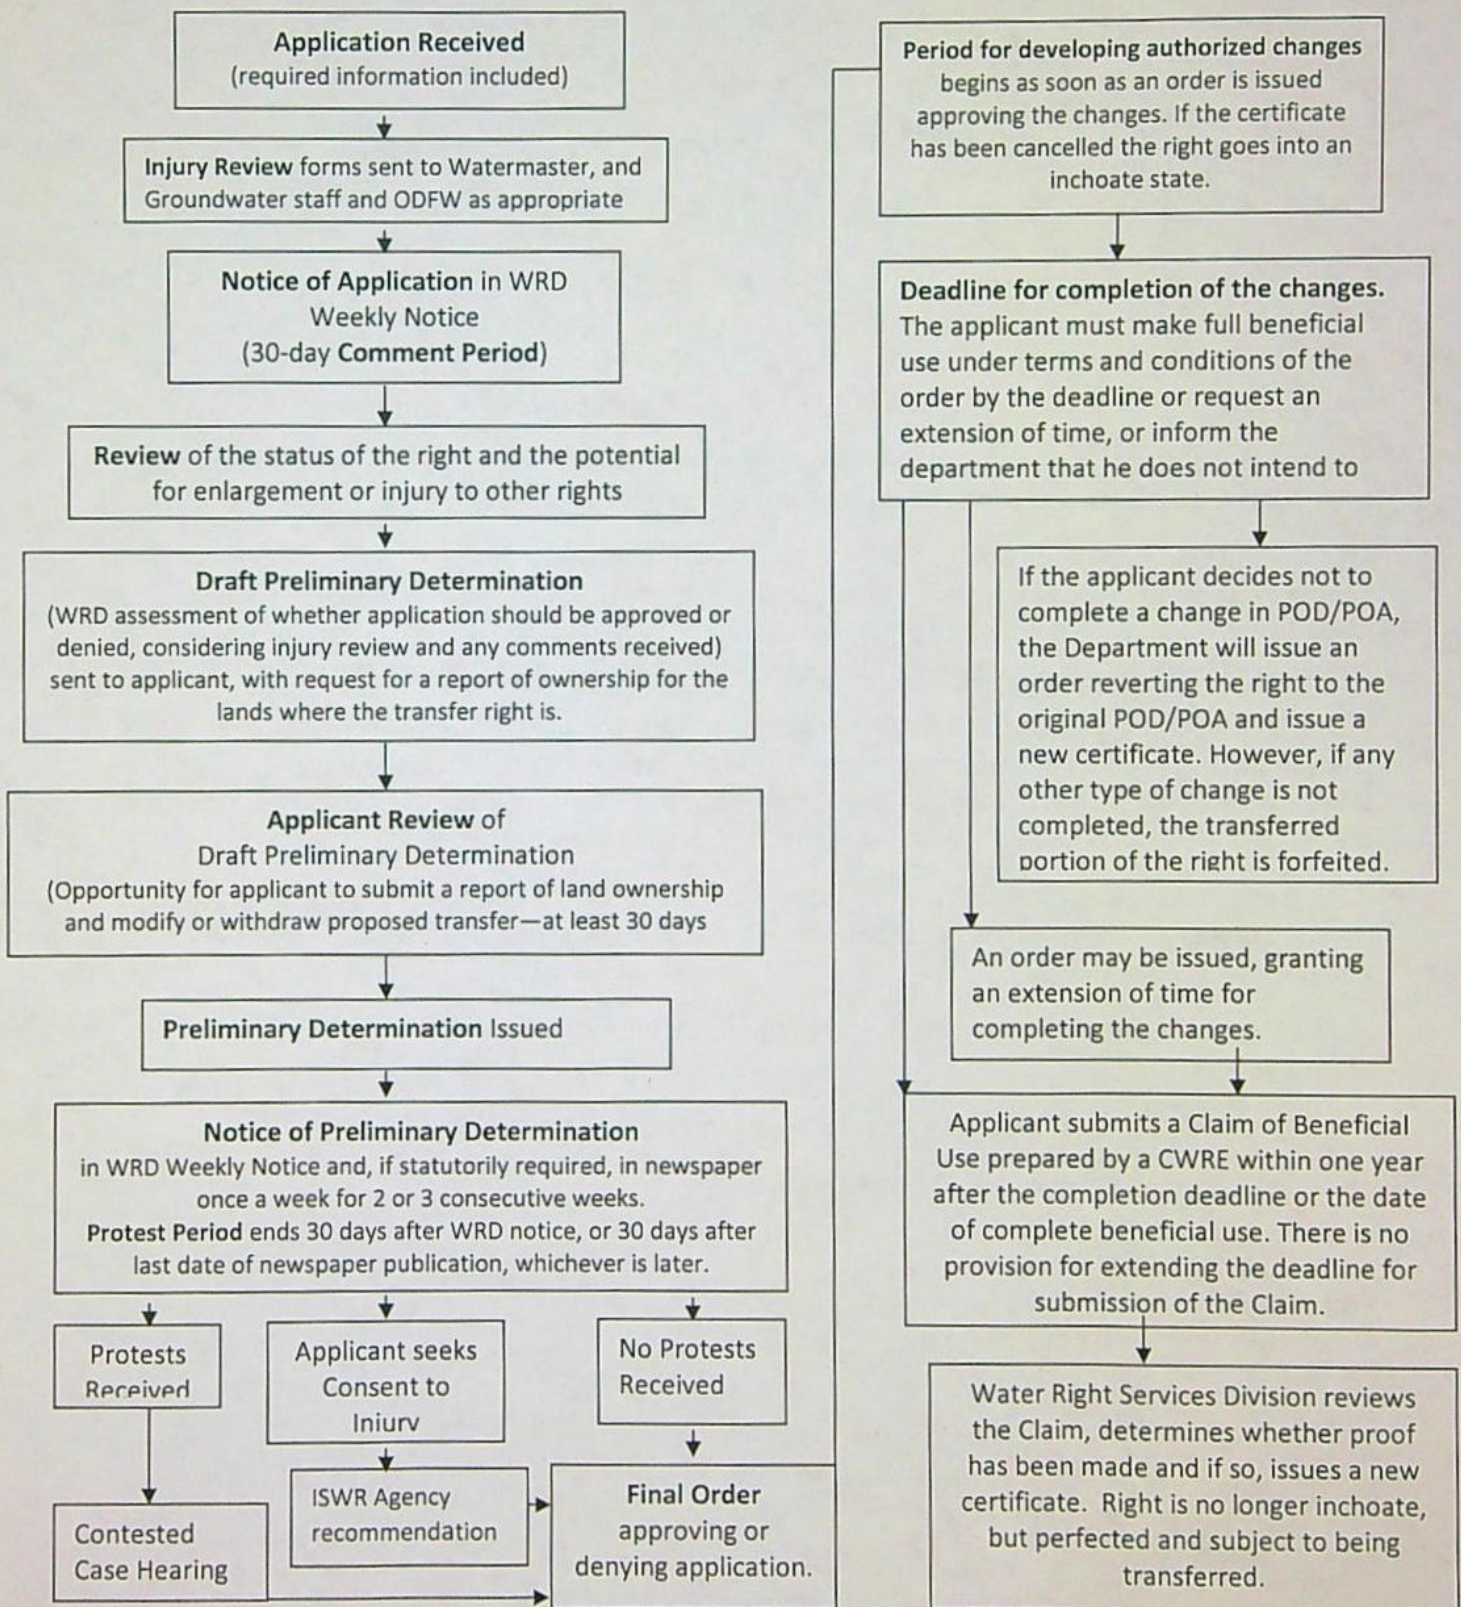 Application Received
(required information included)
Injury Review forms sent to Watermaster, and
Groundwater staff and ODFW as appropriate
Notice of Application in WRD
Weekly Notice
(30-day Comment Period)
Review of the status of the right and the potential
for enlargement or injury to other rights
Draft Preliminary Determination
(WRD assessment of whether application should be approved or
denied, considering injury review and any comments received)
sent to applicant, with request for a report of ownership for the
lands where the transfer right is.
Applicant Review of
Draft Preliminary Determination
(Opportunity for applicant to submit a report of land ownership
and modify or withdraw proposed transfer—at least 30 days
Preliminary Determination Issued
Notice of Preliminary Determination
in WRD Weekly Notice and, if statutorily required, in newspaper
once a week for 2 or 3 consecutive weeks.
Protest Period ends 30 days after WRD notice, or 30 days after
last date of newspaper publication, whichever is later.
Protests
Received
Applicant seeks
Consent to
Injury
No Protests
Received
Contested
Case Hearing
ISWR Agency
recommendation
Final Order
approving or
denying application.
Period for developing authorized changes
begins as soon as an order is issued
approving the changes. If the certificate
has been cancelled the right goes into an
inchoate state.
Deadline for completion of the changes.
The applicant must make full beneficial
use under terms and conditions of the
order by the deadline or request an
extension of time, or inform the
department that he does not intend to
If the applicant decides not to
complete a change in POD/POA,
the Department will issue an
order reverting the right to the
original POD/POA and issue a
new certificate. However, if any
other type of change is not
completed, the transferred
portion of the right is forfeited.
An order may be issued, granting
an extension of time for
completing the changes.
Applicant submits a Claim of Beneficial
Use prepared by a CWRE within one year
after the completion deadline or the date
of complete beneficial use. There is no
provision for extending the deadline for
submission of the Claim.
Water Right Services Division reviews
the Claim, determines whether proof
has been made and if so, issues a new
certificate. Right is no longer inchoate,
but perfected and subject to being
transferred.